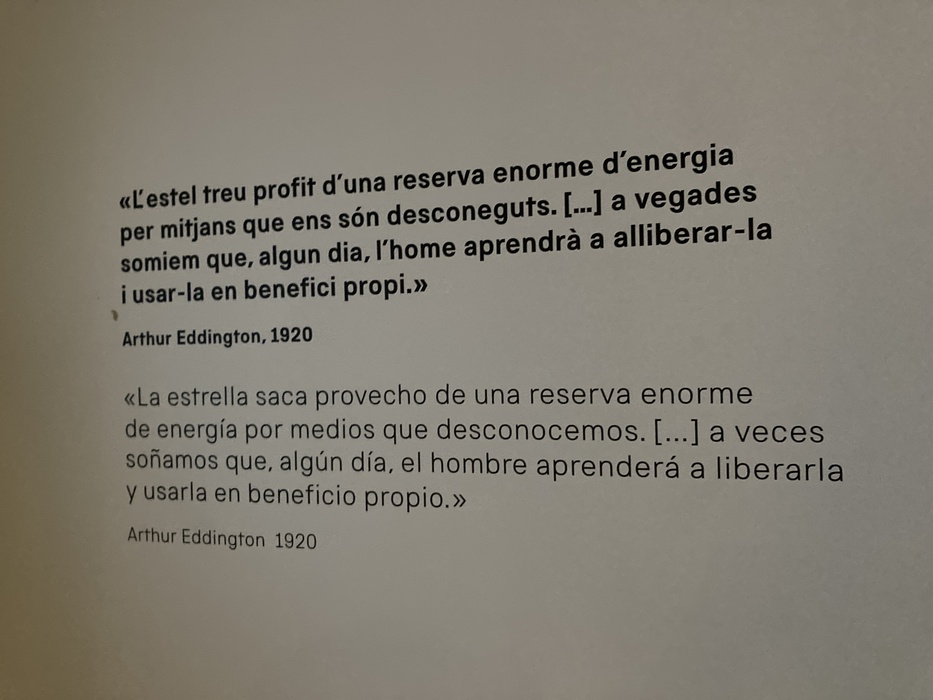 «L'estel treu profit d'una reserva enorme d'energia
per mitjans que ens són desconeguts. [...] a vegades
somiem que, algun dia, l'home aprendrà a alliberar-la
i usar-la en benefici propi.»
Arthur Eddington, 1920
«La estrella saca provecho de una reserva enorme
de energía por medios que desconocemos. [...] a veces
soñamos que, algún día, el hombre aprenderá a liberarla
y usarla en beneficio propio.»
Arthur Eddington 1920